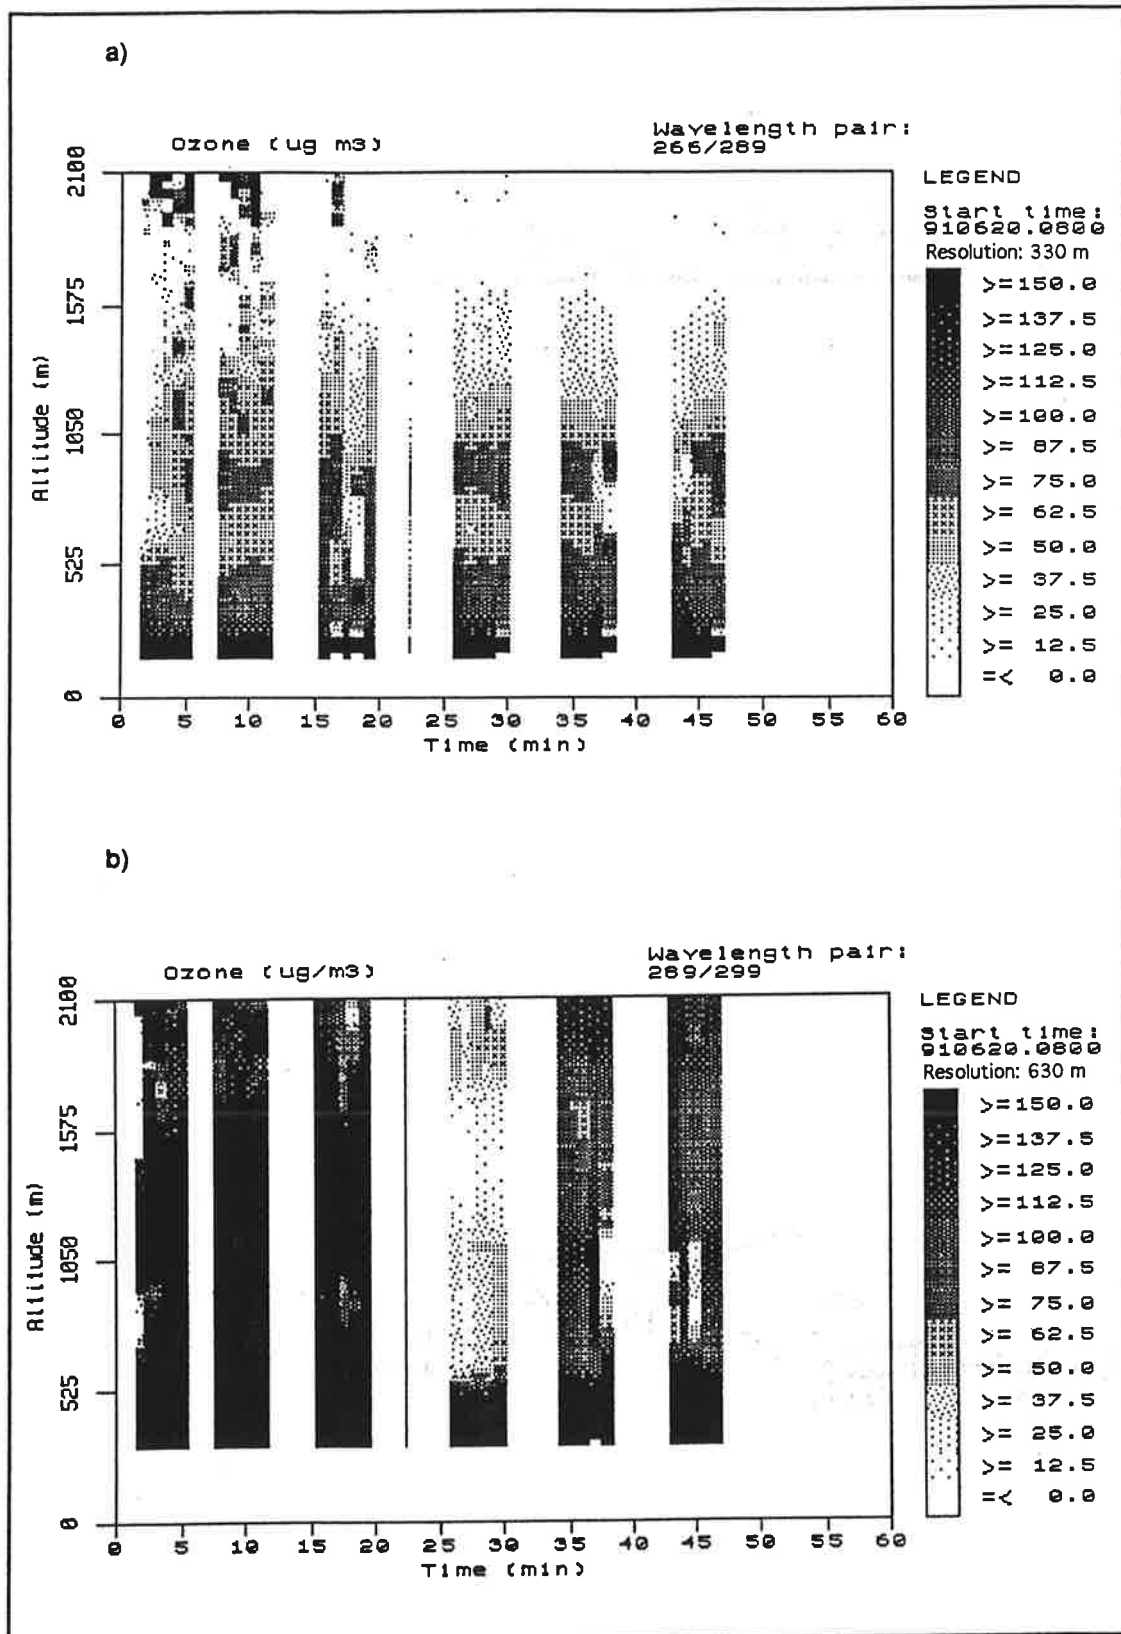 a)
Ozone (ug m3)
Wavelength pair:
266/289
LEGEND
Start time:
910620.0800
Resolution: 330 m
>=150.0
>=137.5
>=125.0
>=112.5
>=100.0
>= 87.5
>= 75.0
>= 62.5
>= 50.0
>= 37.5
>= 25.0
>= 12.5
=< 0.0
Altitude (m)
2100
1575
1050
525
0
0 5 10 15 20 25 30 35 40 45 50 55 60
Time (min)
b)
Ozone (ug/m3)
Wavelength pair:
289/299
LEGEND
Start time:
910620.0800
Resolution: 630 m
>=150.0
>=137.5
>=125.0
>=112.5
>=100.0
>= 87.5
>= 75.0
>= 62.5
>= 50.0
>= 37.5
>= 25.0
>= 12.5
=< 0.0
Altitude (m)
2100
1575
1050
525
0
0 5 10 15 20 25 30 35 40 45 50 55 60
Time (min)